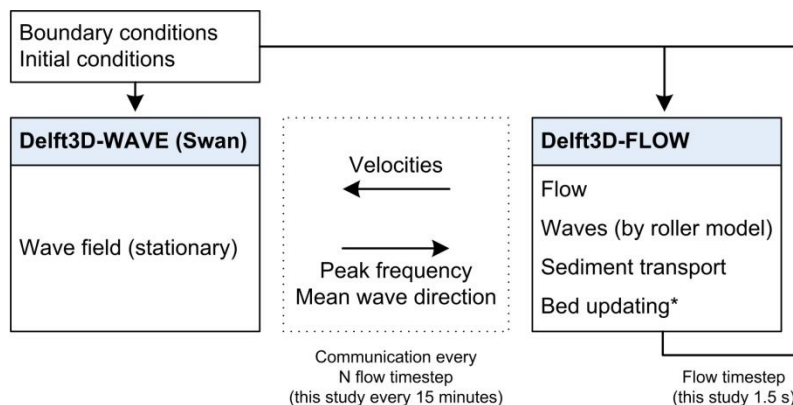 Boundary conditions
Initial conditions
Delft3D-WAVE (Swan)
Wave field (stationary)
Velocities
Peak frequency
Mean wave direction
Communication every
N flow timestep
(this study every 15 minutes)
Delft3D-FLOW
Flow
Waves (by roller model)
Sediment transport
Bed updating*
Flow timestep
(this study 1.5 s)